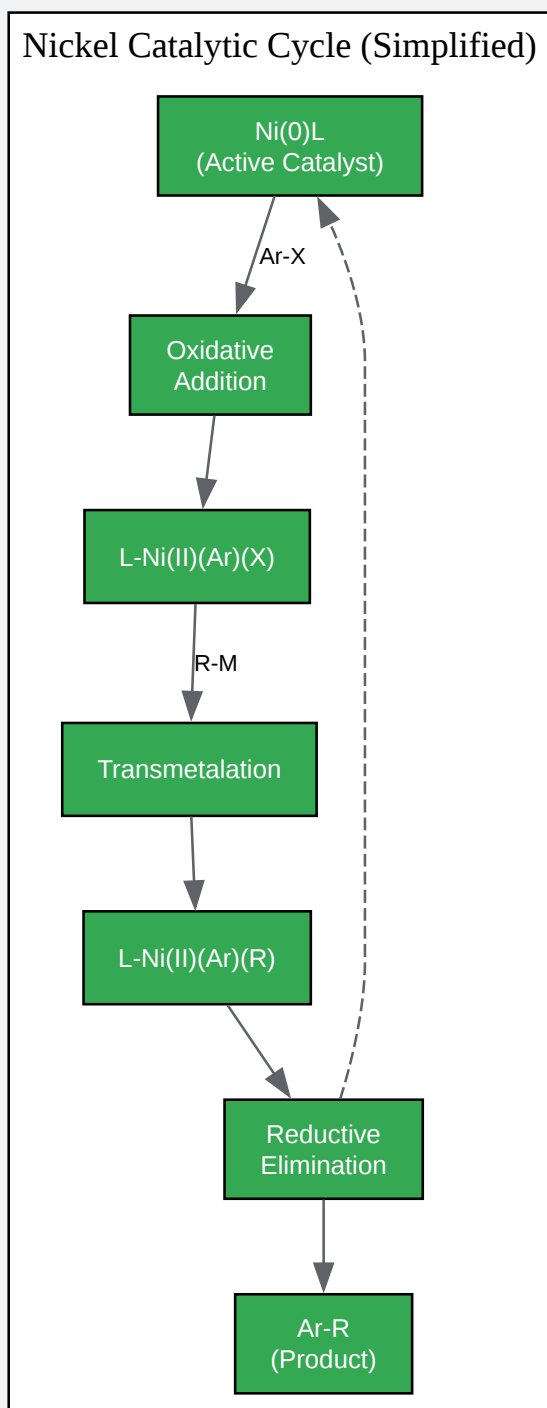 Nickel Catalytic Cycle (Simplified)
Ni(0)L
(Active Catalyst)
Ar-X
Oxidative
Addition
L-Ni(II)(Ar)(X)
R-M
Transmetalation
L-Ni(II)(Ar)(R)
Reductive
Elimination
Ar-R
(Product)